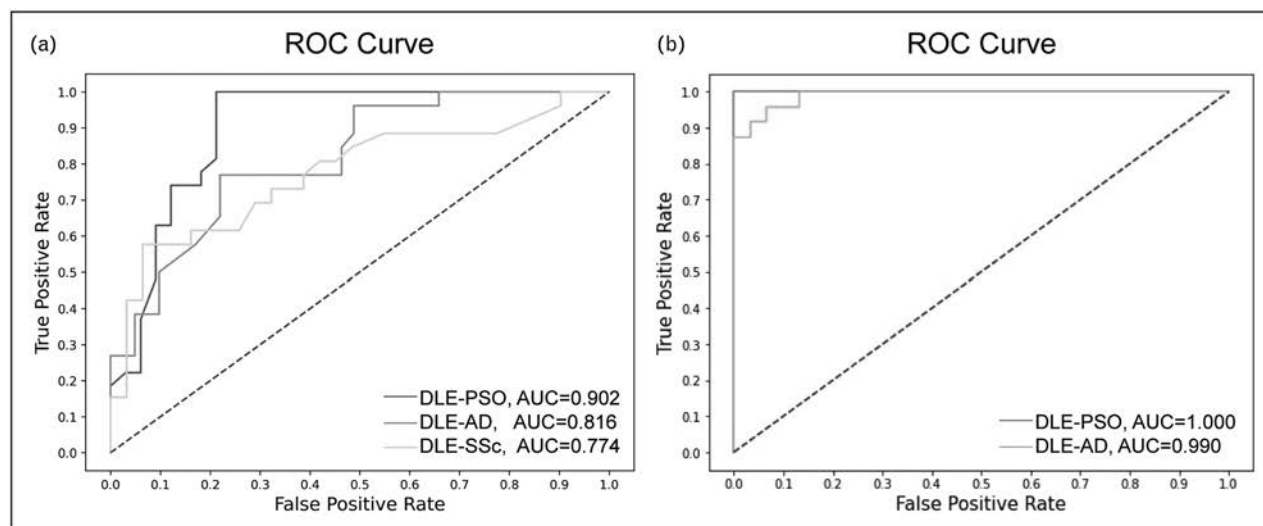 (a)
ROC Curve
1.0
0.9
0.8
0.7
0.6
0.5
0.4
0.3
0.2
0.1
0.0
True Positive Rate
DLE-PSO, AUC=0.902
DLE-AD, AUC=0.816
DLE-SSc, AUC=0.774
0.0 0.1 0.2 0.3 0.4 0.5 0.6 0.7 0.8 0.9 1.0
False Positive Rate
(b)
ROC Curve
1.0
0.9
0.8
0.7
0.6
0.5
0.4
0.3
0.2
0.1
0.0
True Positive Rate
DLE-PSO, AUC=1.000
DLE-AD, AUC=0.990
0.0 0.1 0.2 0.3 0.4 0.5 0.6 0.7 0.8 0.9 1.0
False Positive Rate